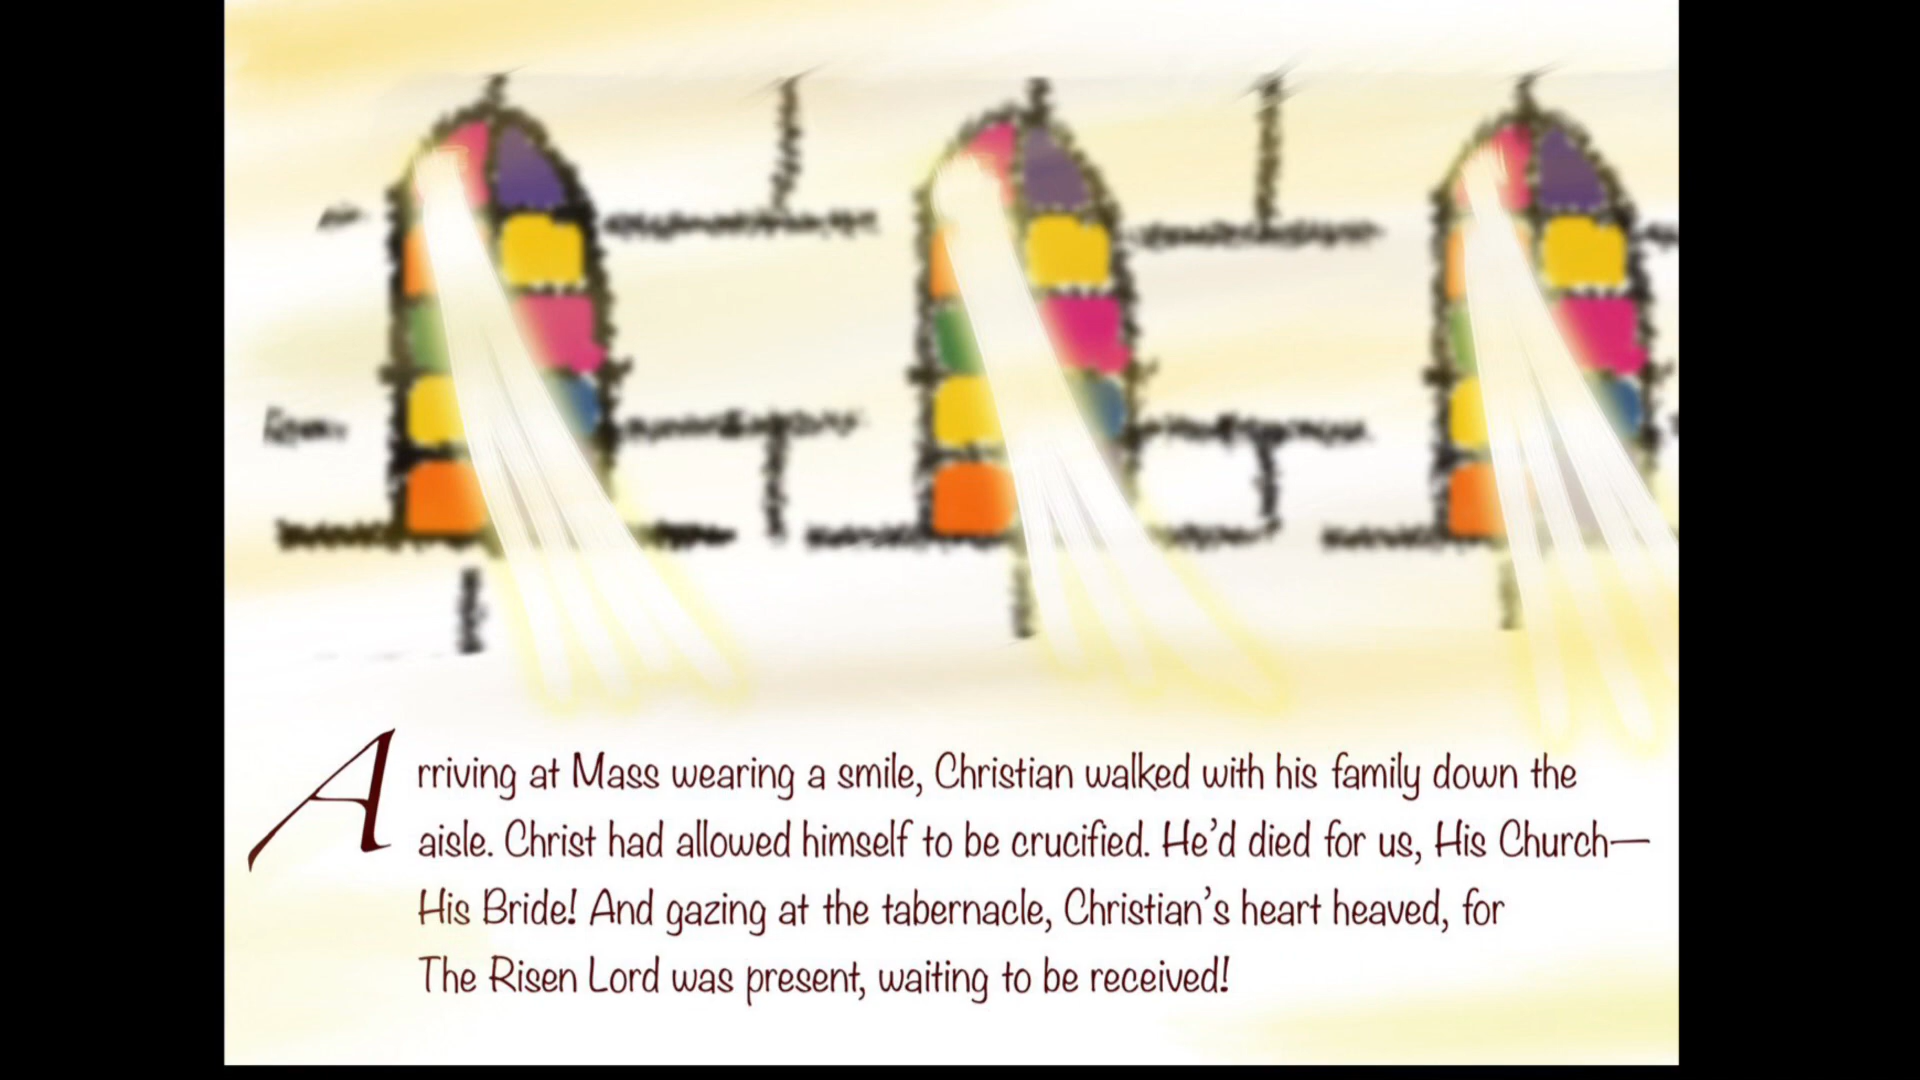 Arriving at Mass wearing a smile, Christian walked with his family down the
aisle. Christ had allowed himself to be crucified. He'd died for us, His Church—
His Bride! And gazing at the tabernacle, Christian's heart heaved, for
The Risen Lord was present, waiting to be received!